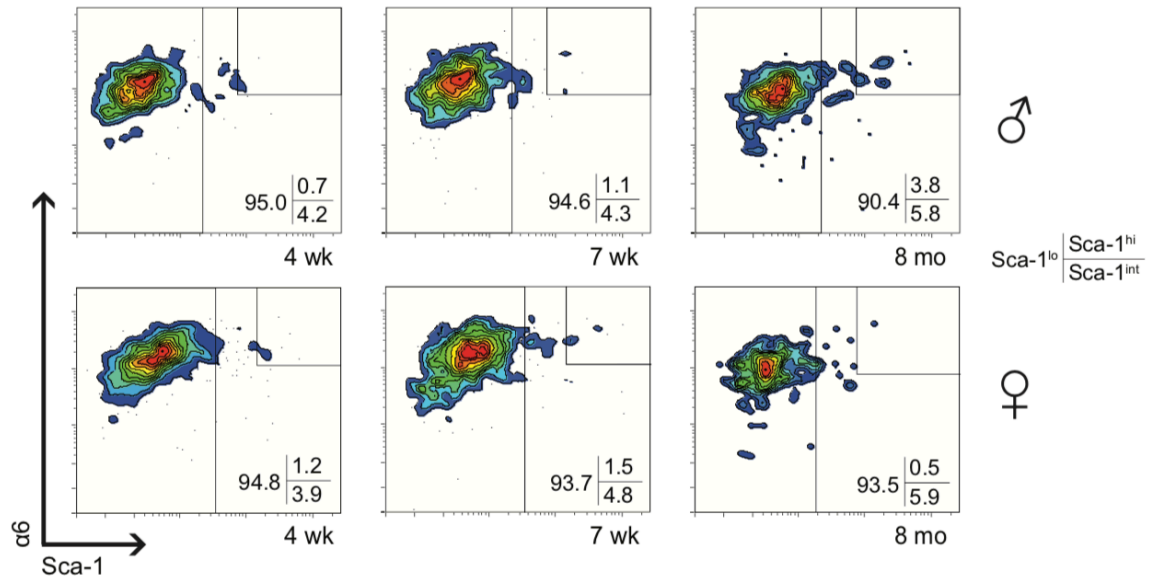 95.0 0.7
4.2
4 wk
94.6 1.1
4.3
7 wk
90.4 3.8
5.8
8 mo
♂
Sca-1ˡᵒ Sca-1ʰⁱ
Sca-1ⁱⁿᵗ
94.8 1.2
3.9
4 wk
93.7 1.5
4.8
7 wk
93.5 0.5
5.9
8 mo
♀
α6
Sca-1